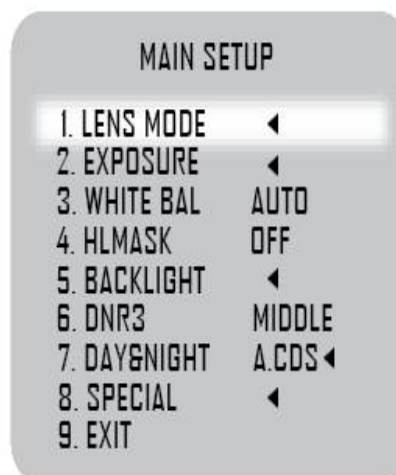 MAIN SETUP
1. LENS MODE ◀
2. EXPOSURE ◀
3. WHITE BAL AUTO
4. HLMASK OFF
5. BACKLIGHT ◀
6. DNR3 MIDDLE
7. DAY&NIGHT A.CDS◀
8. SPECIAL ◀
9. EXIT